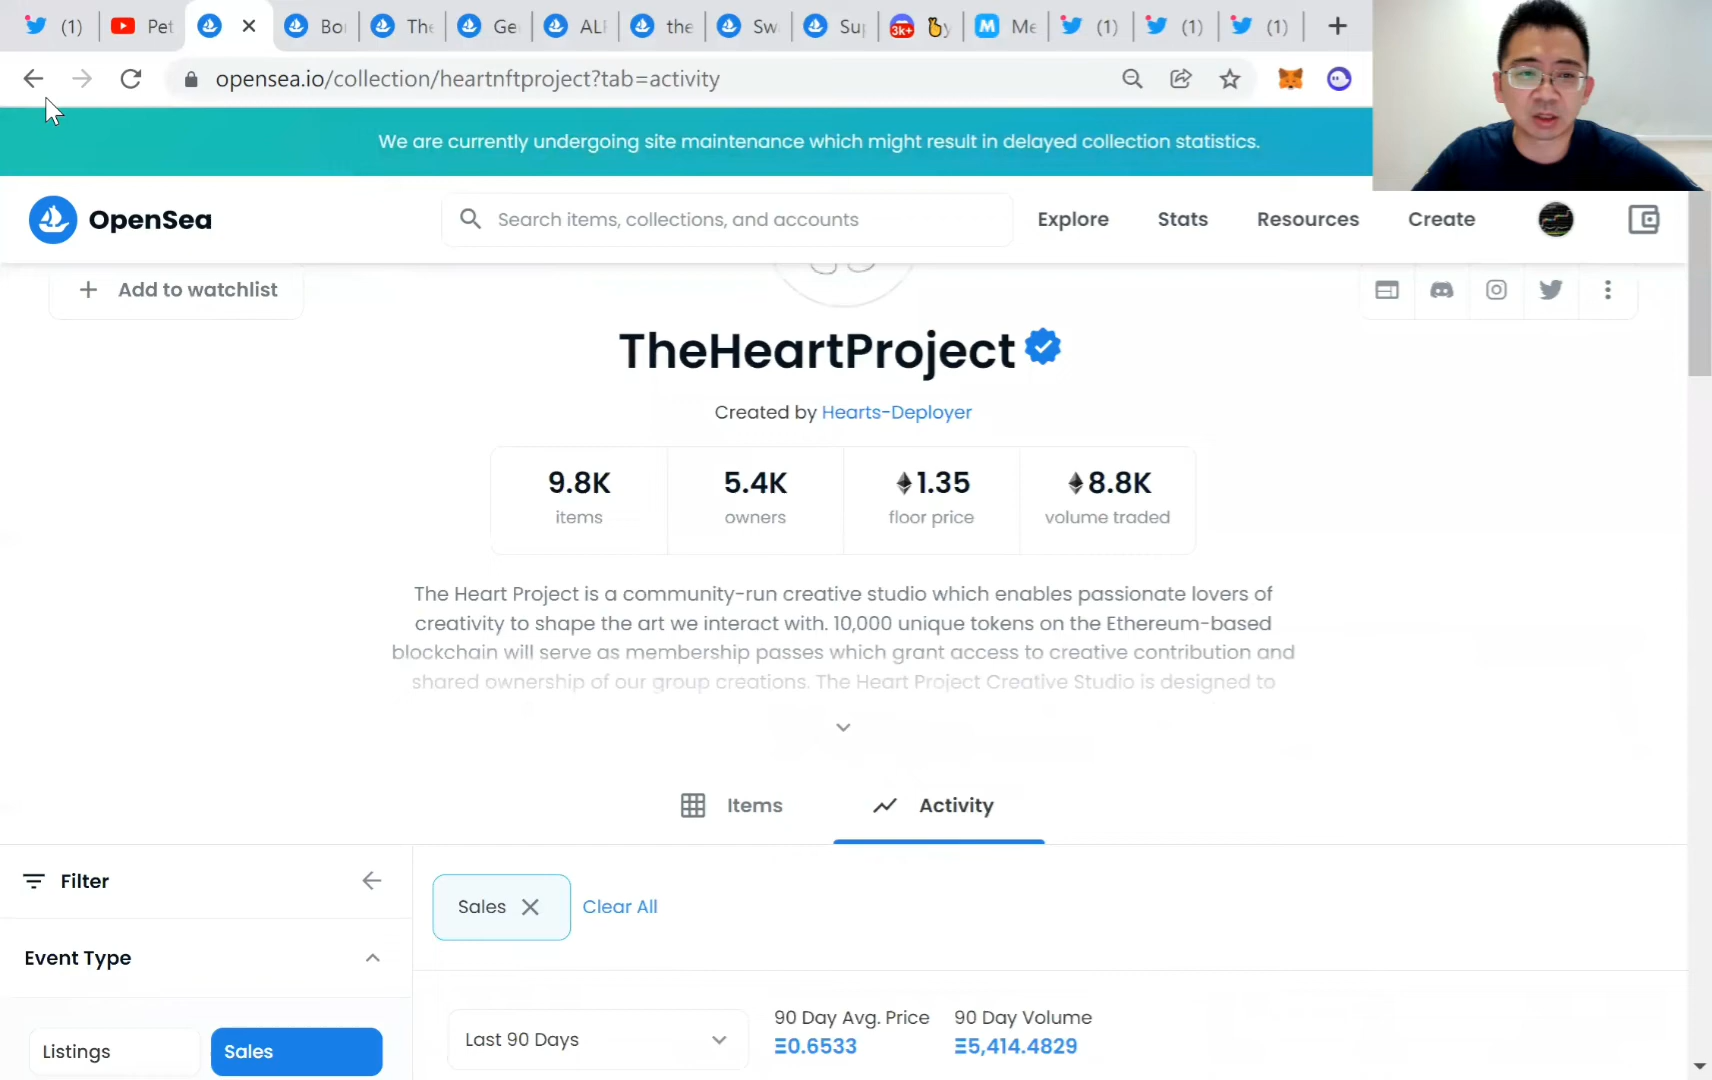 (1)
Pet
Bo
The
Ge
ALF
the
Sw
Su
3k+
y
M
Me
(1)
(1)
(1)
opensea.io/collection/heartnftproject?tab=activity
We are currently undergoing site maintenance which might result in delayed collection statistics.
OpenSea
Search items, collections, and accounts
Explore
Stats
Resources
Create
Add to watchlist
TheHeartProject
Created by Hearts-Deployer
9.8K
5.4K
1.35
8.8K
items
owners
floor price
volume traded
The Heart Project is a community-run creative studio which enables passionate lovers of
creativity to shape the art we interact with. 10,000 unique tokens on the Ethereum-based
blockchain will serve as membership passes which grant access to creative contribution and
shared ownership of our group creations. The Heart Project Creative Studio is designed to
Items
Activity
Filter
Sales
Clear All
Event Type
Last 90 Days
90 Day Avg. Price
90 Day Volume
Ξ0.6533
Ξ5,414.4829
Listings
Sales